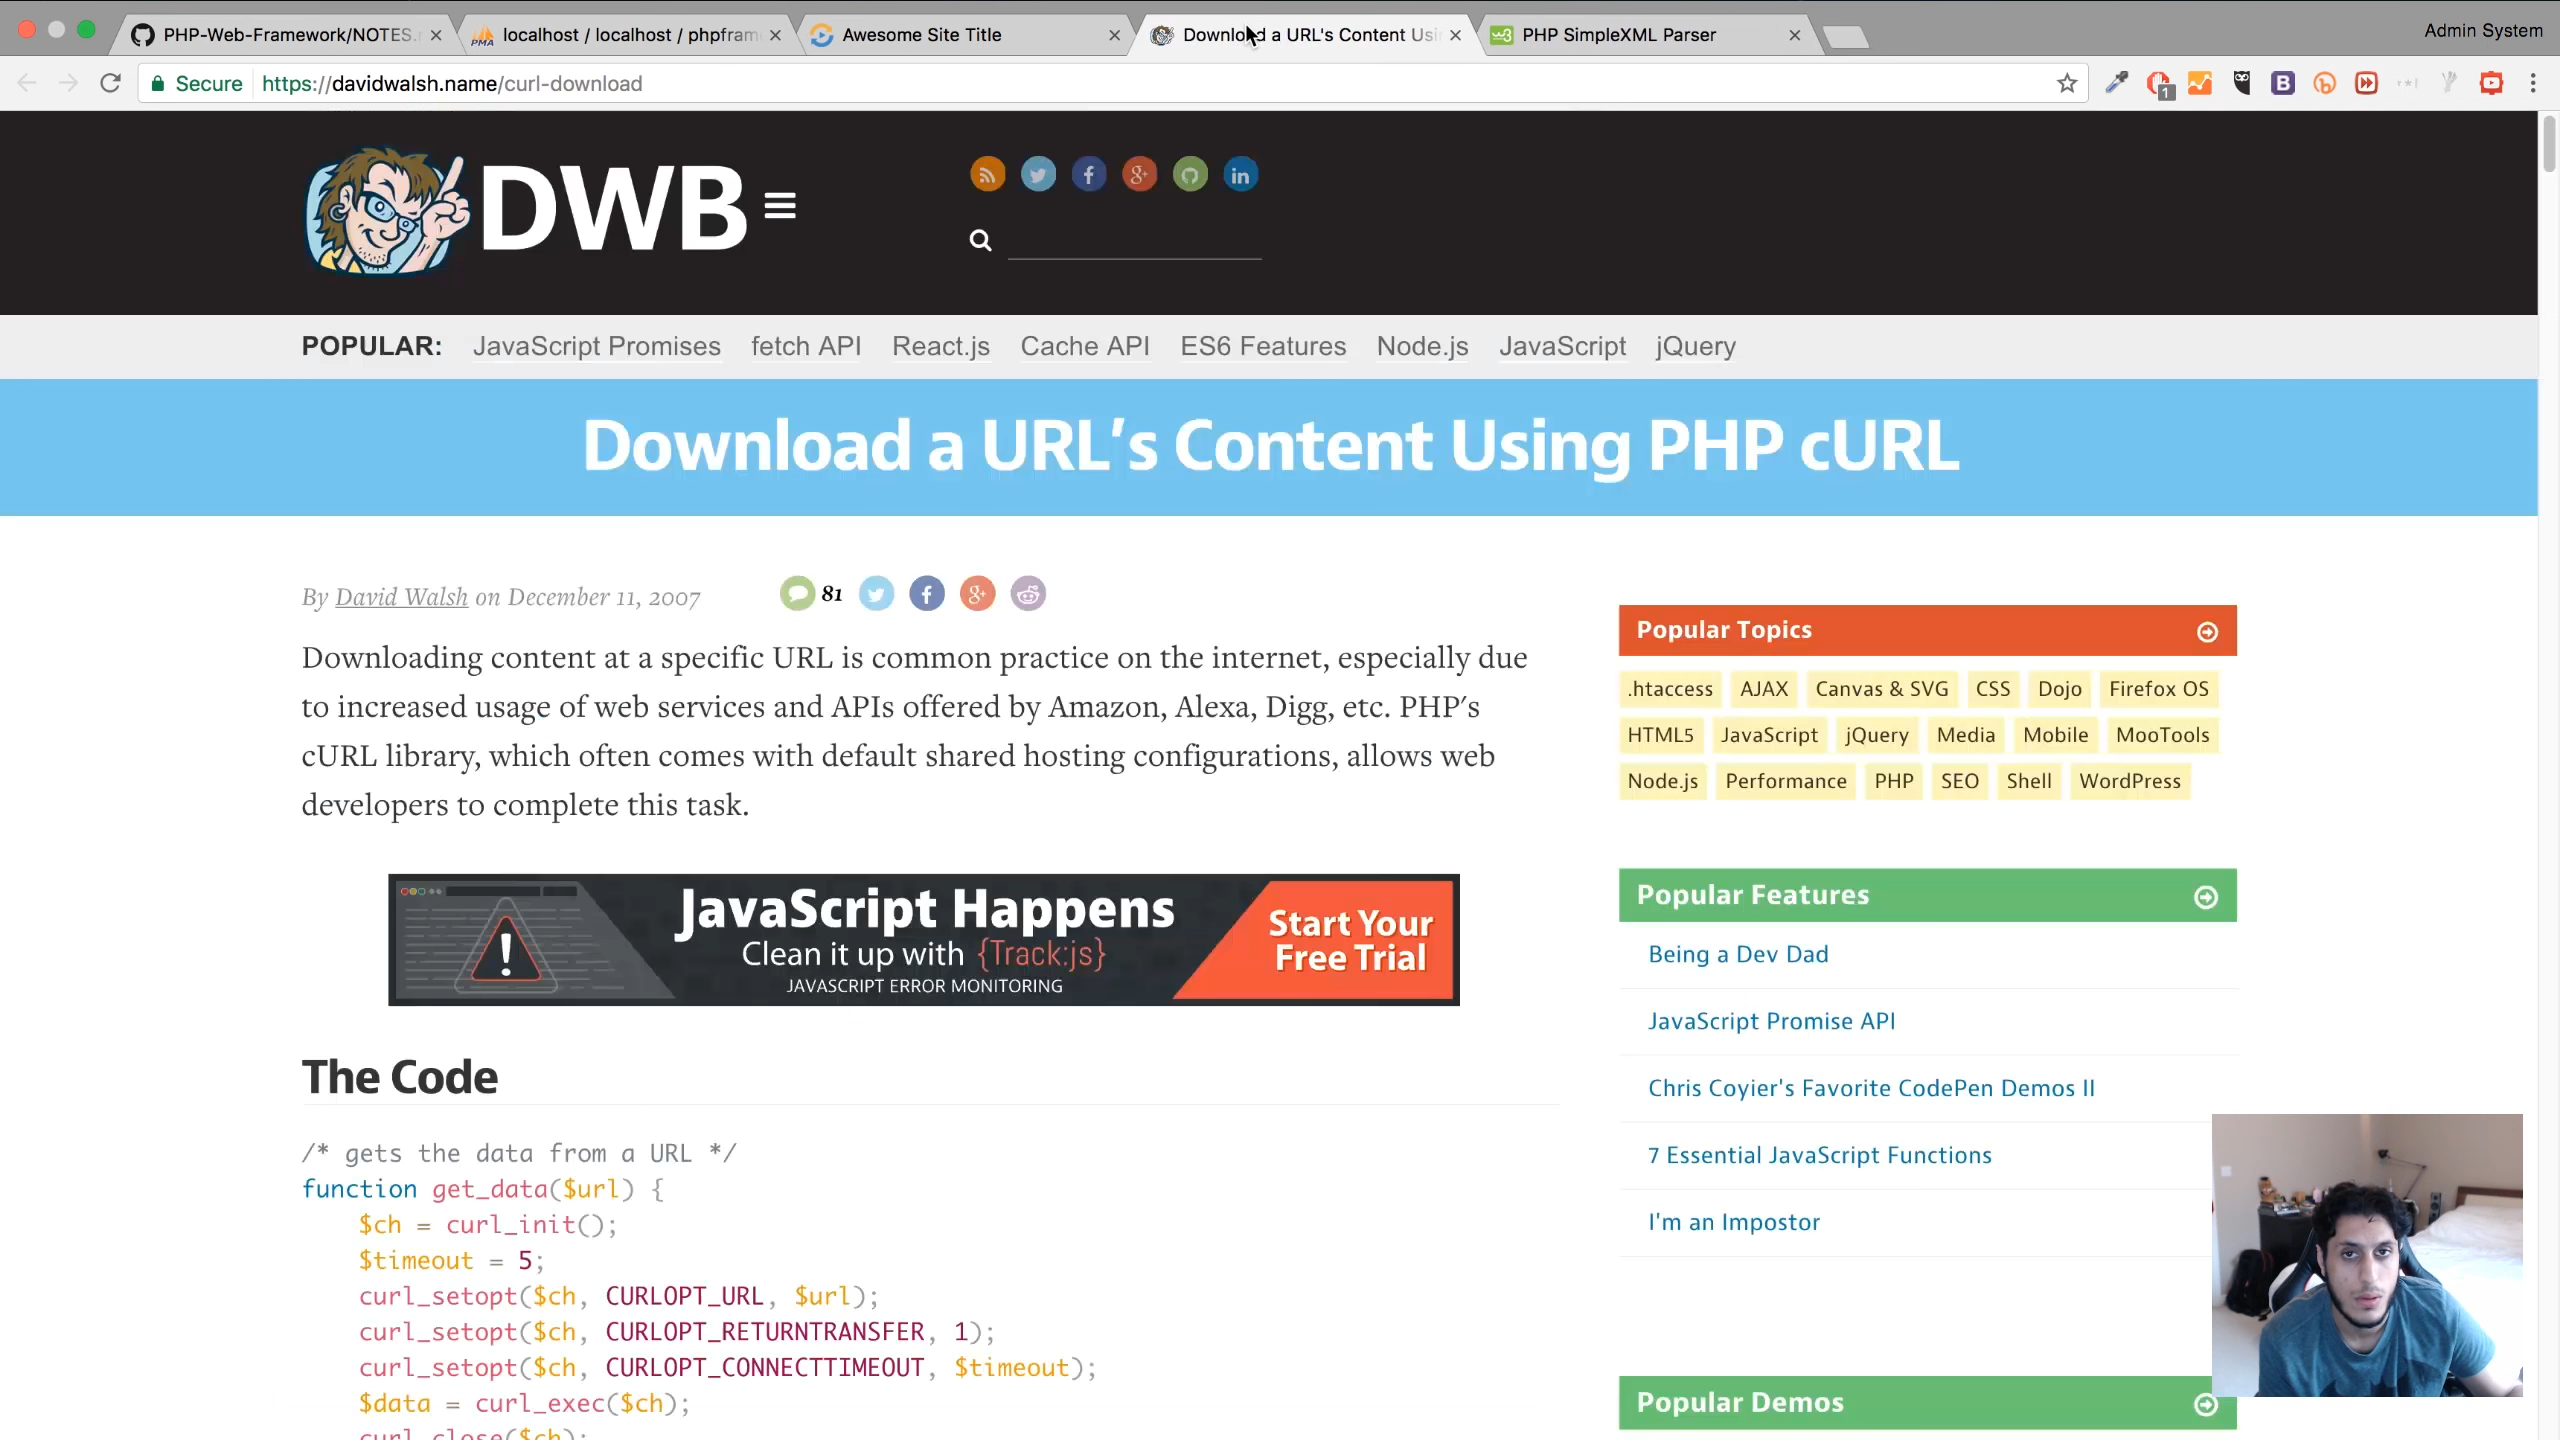 PHP-Web-Framework/NOTES.
localhost / localhost / phpfram
Awesome Site Title
Download a URL's Content Usi
PHP SimpleXML Parser
Admin System
Secure
https://davidwalsh.name/curl-download
1
DWB
POPULAR:
JavaScript Promises
fetch API
React.js
Cache API
ES6 Features
Node.js
JavaScript
jQuery
Download a URL's Content Using PHP cURL
By David Walsh on December 11, 2007
81
Downloading content at a specific URL is common practice on the internet, especially due
to increased usage of web services and APIs offered by Amazon, Alexa, Digg, etc. PHP's
cURL library, which often comes with default shared hosting configurations, allows web
developers to complete this task.
JavaScript Happens
Clean it up with {Track:js}
JAVASCRIPT ERROR MONITORING
Start Your
Free Trial
The Code
/* gets the data from a URL */
function get_data($url) {
$ch = curl_init();
$timeout = 5;
curl_setopt($ch, CURLOPT_URL, $url);
curl_setopt($ch, CURLOPT_RETURNTRANSFER, 1);
curl_setopt($ch, CURLOPT_CONNECTTIMEOUT, $timeout);
$data = curl_exec($ch);
curl_close($ch);
Popular Topics
.htaccess AJAX Canvas & SVG CSS Dojo Firefox OS
HTML5 JavaScript jQuery Media Mobile MooTools
Node.js Performance PHP SEO Shell WordPress
Popular Features
Being a Dev Dad
JavaScript Promise API
Chris Coyier's Favorite CodePen Demos II
7 Essential JavaScript Functions
I'm an Impostor
Popular Demos